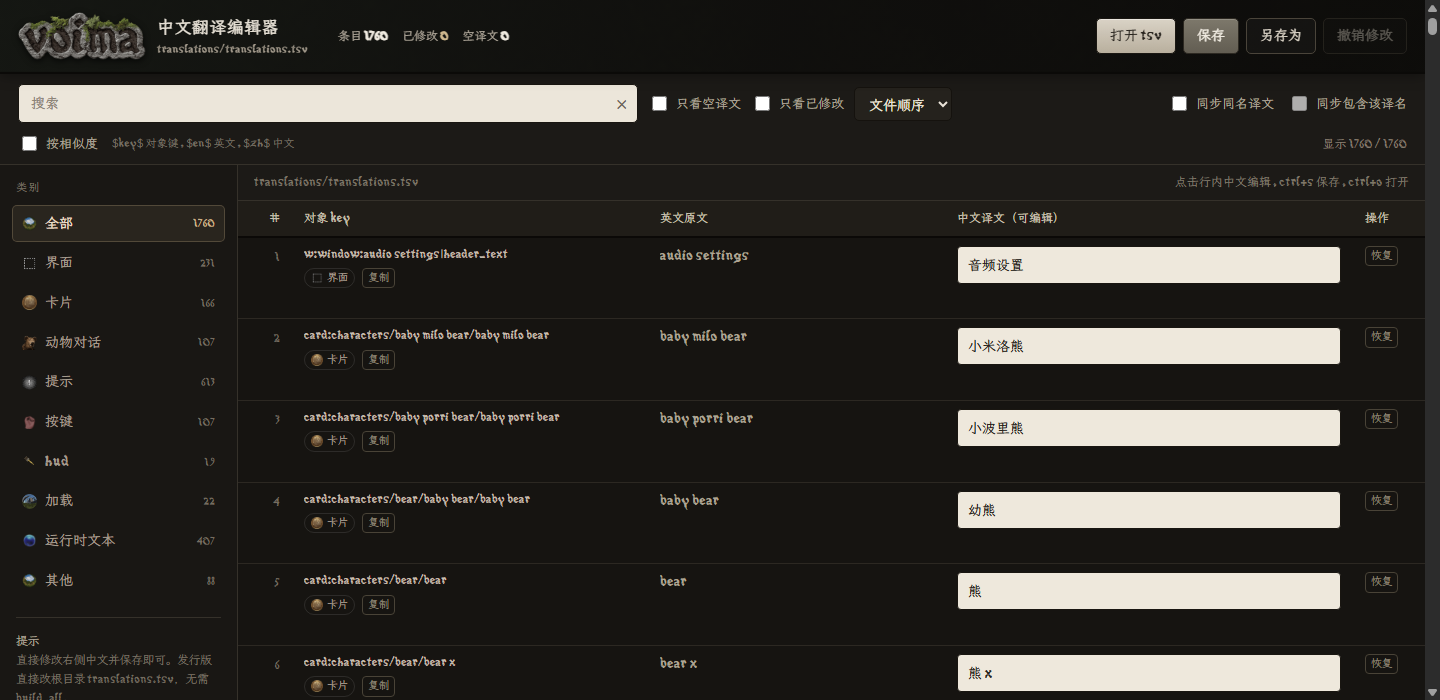 voima
中文翻译编辑器
translations/translations.tsv
条目 1760 已修改 0 空译文 0
打开 tsv
保存
另存为
撤销修改
搜索
×
只看空译文
只看已修改
文件顺序
同步同名译文
同步包含该译名
按相似度
$key$ 对象键, $en$ 英文, $zh$ 中文
显示 1760 / 1760
类别
全部 1760
界面 271
卡片 166
动物对话 107
提示 613
按键 107
hud 19
加载 22
运行时文本 407
其他 88
提示
直接修改右侧中文并保存即可。发行版
直接改根目录 translations.tsv，无需
build_all
translations/translations.tsv
点击行内中文编辑, ctrl+s 保存, ctrl+o 打开
# 对象 key 英文原文 中文译文（可编辑） 操作
1 w:window:audio settings|header_text audio settings 音频设置 恢复
界面 复制
2 card:characters/baby milo bear/baby milo bear baby milo bear 小米洛熊 恢复
卡片 复制
3 card:characters/baby porri bear/baby porri bear baby porri bear 小波里熊 恢复
卡片 复制
4 card:characters/bear/baby bear/baby bear baby bear 幼熊 恢复
卡片 复制
5 card:characters/bear/bear bear 熊 恢复
卡片 复制
6 card:characters/bear/bear x bear x 熊 x 恢复
卡片 复制